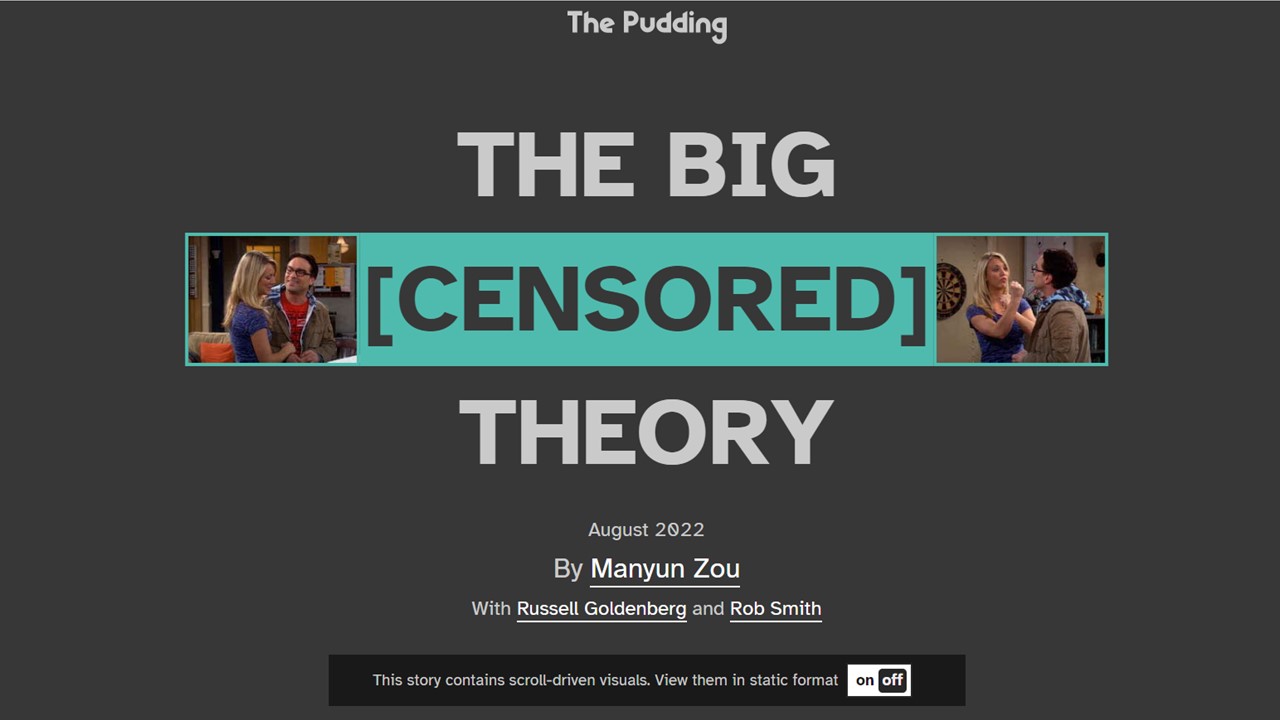 The Pudding
THE BIG
[CENSORED]
THEORY
August 2022
By Manyun Zou
With Russell Goldenberg and Rob Smith
This story contains scroll-driven visuals. View them in static format on off